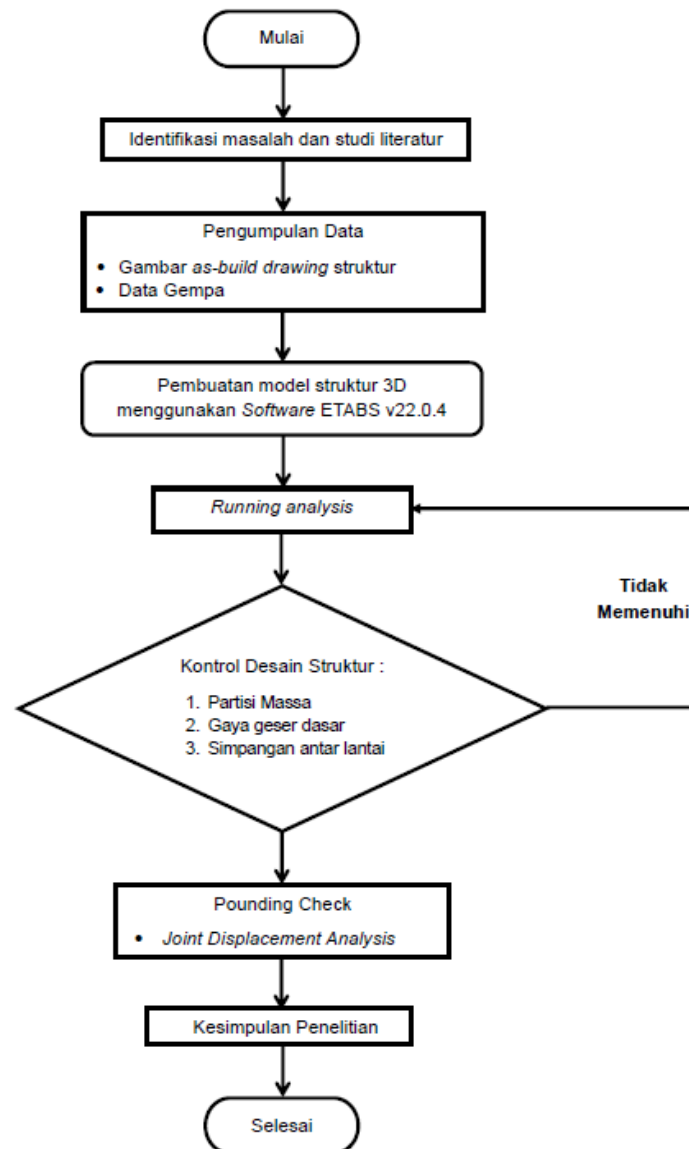 Mulai
Identifikasi masalah dan studi literatur
Pengumpulan Data
• Gambar as-build drawing struktur
• Data Gempa
Pembuatan model struktur 3D
menggunakan Software ETABS v22.0.4
Running analysis
Tidak
Memenuhi
Kontrol Desain Struktur :
1. Partisi Massa
2. Gaya geser dasar
3. Simpangan antar lantai
Pounding Check
• Joint Displacement Analysis
Kesimpulan Penelitian
Selesai